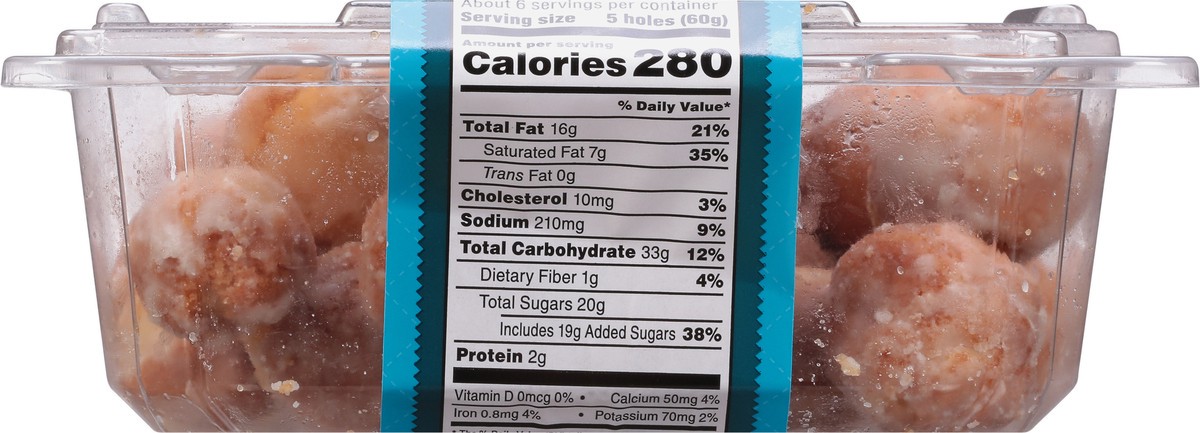 About 6 servings per container
Serving size 5 holes (60g)
Amount per serving
Calories 280
% Daily Value*
Total Fat 16g 21%
Saturated Fat 7g 35%
Trans Fat 0g
Cholesterol 10mg 3%
Sodium 210mg 9%
Total Carbohydrate 33g 12%
Dietary Fiber 1g 4%
Total Sugars 20g
Includes 19g Added Sugars 38%
Protein 2g
Vitamin D 0mcg 0% • Calcium 50mg 4%
Iron 0.8mg 4% • Potassium 70mg 2%